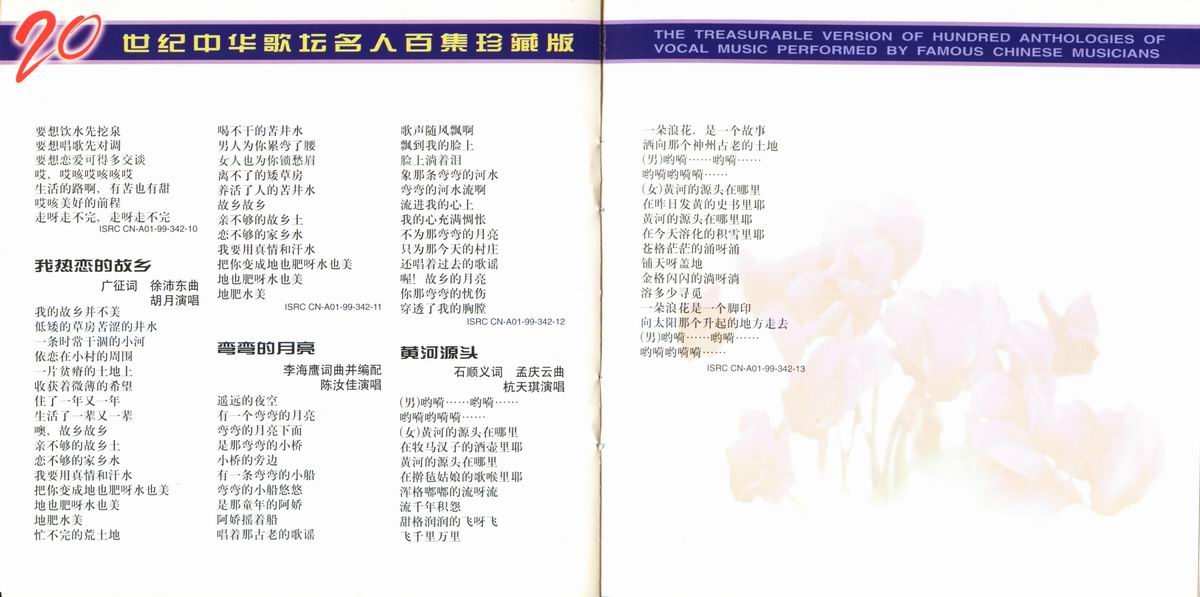 20
世纪中华歌坛名人百集珍藏版
要想饮水先挖泉
要想唱歌先对调
要想恋爱可得多交谈
哎，哎咳哎咳咳哎
生活的路啊，有苦也有甜
哎咳美好的前程
走呀走不完，走呀走不完
ISRC CN-A01-99-342-10
我热恋的故乡
广征词　徐沛东曲
胡月演唱
我的故乡并不美
低矮的草房苦涩的井水
一条时常干涸的小河
依恋在小村的周围
一片贫瘠的土地上
收获着微薄的希望
住了一年又一年
生活了一辈又一辈
噢，故乡故乡
亲不够的故乡土
恋不够的家乡水
我要用真情和汗水
把你变成地也肥呀水也美
地也肥呀水也美
地肥水美
忙不完的荒土地
喝不干的苦井水
男人为你累弯了腰
女人也为你锁愁眉
离不了的矮草房
养活了人的苦井水
故乡故乡
亲不够的故乡土
恋不够的家乡水
我要用真情和汗水
把你变成地也肥呀水也美
地也肥呀水也美
地肥水美
ISRC CN-A01-99-342-11
弯弯的月亮
李海鹰词曲并编配
陈汝佳演唱
遥远的夜空
有一个弯弯的月亮
弯弯的月亮下面
是那弯弯的小桥
小桥的旁边
有一条弯弯的小船
弯弯的小船悠悠
是那童年的阿娇
阿娇摇着船
唱着那古老的歌谣
歌声随风飘啊
飘到我的脸上
脸上淌着泪
象那条弯弯的河水
弯弯的河水流啊
流进我的心上
我的心充满惆怅
不为那弯弯的月亮
只为那今天的村庄
还唱着过去的歌谣
喔！故乡的月亮
你那弯弯的忧伤
穿透了我的胸膛
ISRC CN-A01-99-342-12
黄河源头
石顺义词　孟庆云曲
杭天琪演唱
(男)哟嗬……哟嗬……
哟嗬哟嗬嗬……
(女)黄河的源头在哪里
在牧马汉子的酒壶里耶
黄河的源头在哪里
在擀毡姑娘的歌喉里耶
浑格嘟嘟的流呀流
流千年积怨
甜格润润的飞呀飞
飞千里万里
THE TREASURABLE VERSION OF HUNDRED ANTHOLOGIES OF
VOCAL MUSIC PERFORMED BY FAMOUS CHINESE MUSICIANS
一朵浪花，是一个故事
洒向那个神州古老的土地
(男)哟嗬……哟嗬……
哟嗬哟嗬嗬……
(女)黄河的源头在哪里
在昨日发黄的史书里耶
黄河的源头在哪里耶
在今天溶化的积雪里耶
苍格茫茫的涌呀涌
铺天呀盖地
金格闪闪的淌呀淌
溶多少寻觅
一朵浪花是一个脚印
向太阳那个升起的地方走去
(男)哟嗬……哟嗬……
哟嗬哟嗬嗬……
ISRC CN-A01-99-342-13